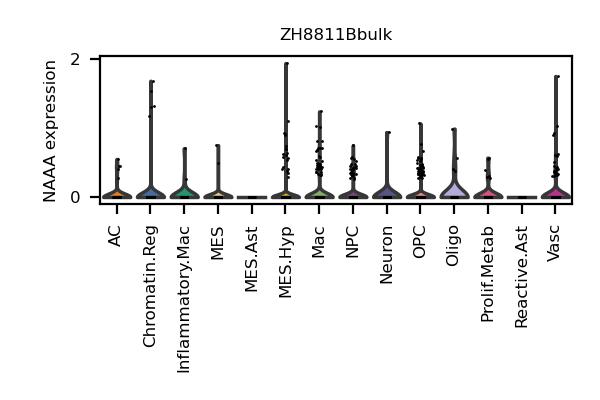 ZH8811Bbulk
NAAA expression
2
0
AC
Chromatin.Reg
Inflammatory.Mac
MES
MES.Ast
MES.Hyp
Mac
NPC
Neuron
OPC
Oligo
Prolif.Metab
Reactive.Ast
Vasc